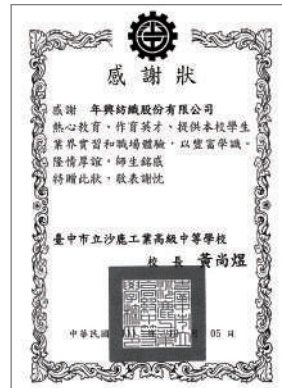 感謝狀
感謝 年興紡織股份有限公司
熱心教育，作育英才、提供本校學生
業界實習和職場體驗，以豐富學識。
隆情厚誼，師生銘感
特贈此狀，敬表謝忱
臺中市立沙鹿工業高級中等學校
校長 黃尚煜
中華民國 111 年 月 05 日